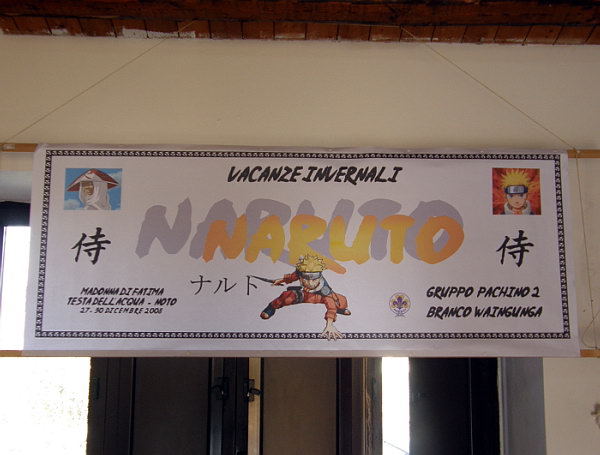 VACANZE INVERNALI
NARUTO
NARUTO
侍
侍
ナルト
MADONNA DI FATIMA
TESTA DELL'ACQUA - NOTO
27-30 DICEMBRE 2008
GRUPPO PACHINO 2
BRANCO WAINGUNGA